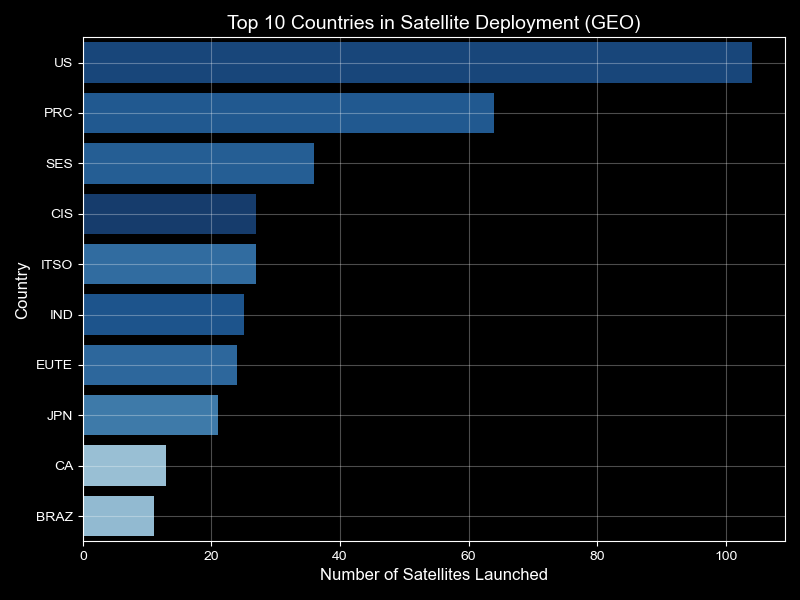 Top 10 Countries in Satellite Deployment (GEO)
US
PRC
SES
CIS
ITSO
IND
EUTE
JPN
CA
BRAZ
Country
0 20 40 60 80 100
Number of Satellites Launched